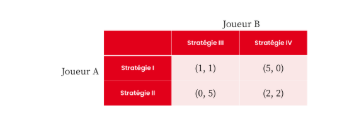 Joueur B
Stratégie III Stratégie IV
Joueur A
Stratégie I (1, 1) (5, 0)
Stratégie II (0, 5) (2, 2)